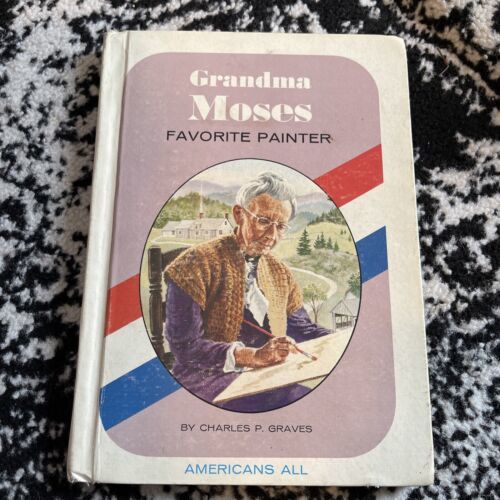 Grandma
Moses
FAVORITE PAINTER
BY CHARLES P. GRAVES
AMERICANS ALL